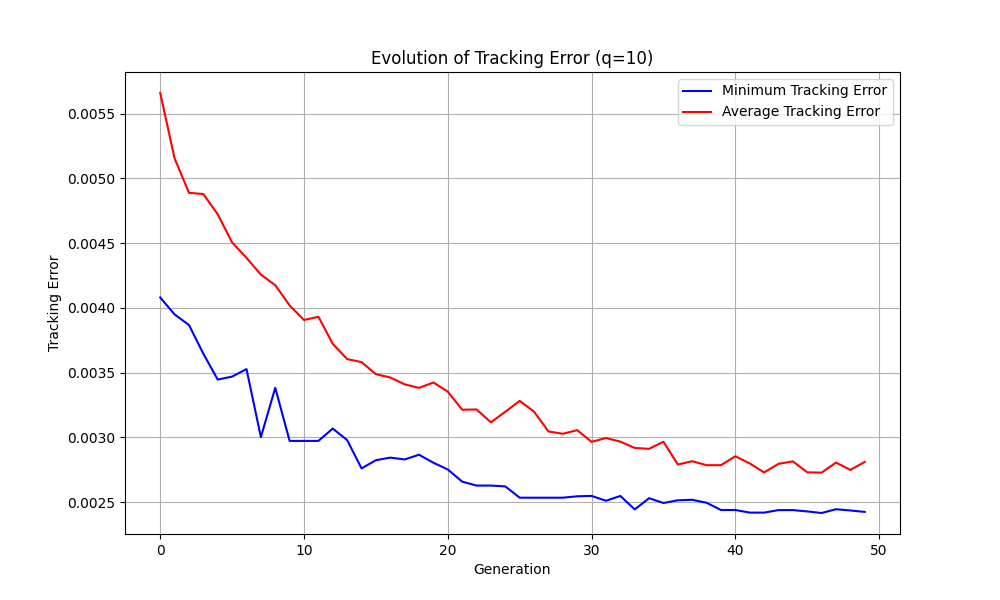 Evolution of Tracking Error (q=10)
Minimum Tracking Error
Average Tracking Error
Tracking Error
0.0055
0.0050
0.0045
0.0040
0.0035
0.0030
0.0025
0 10 20 30 40 50
Generation